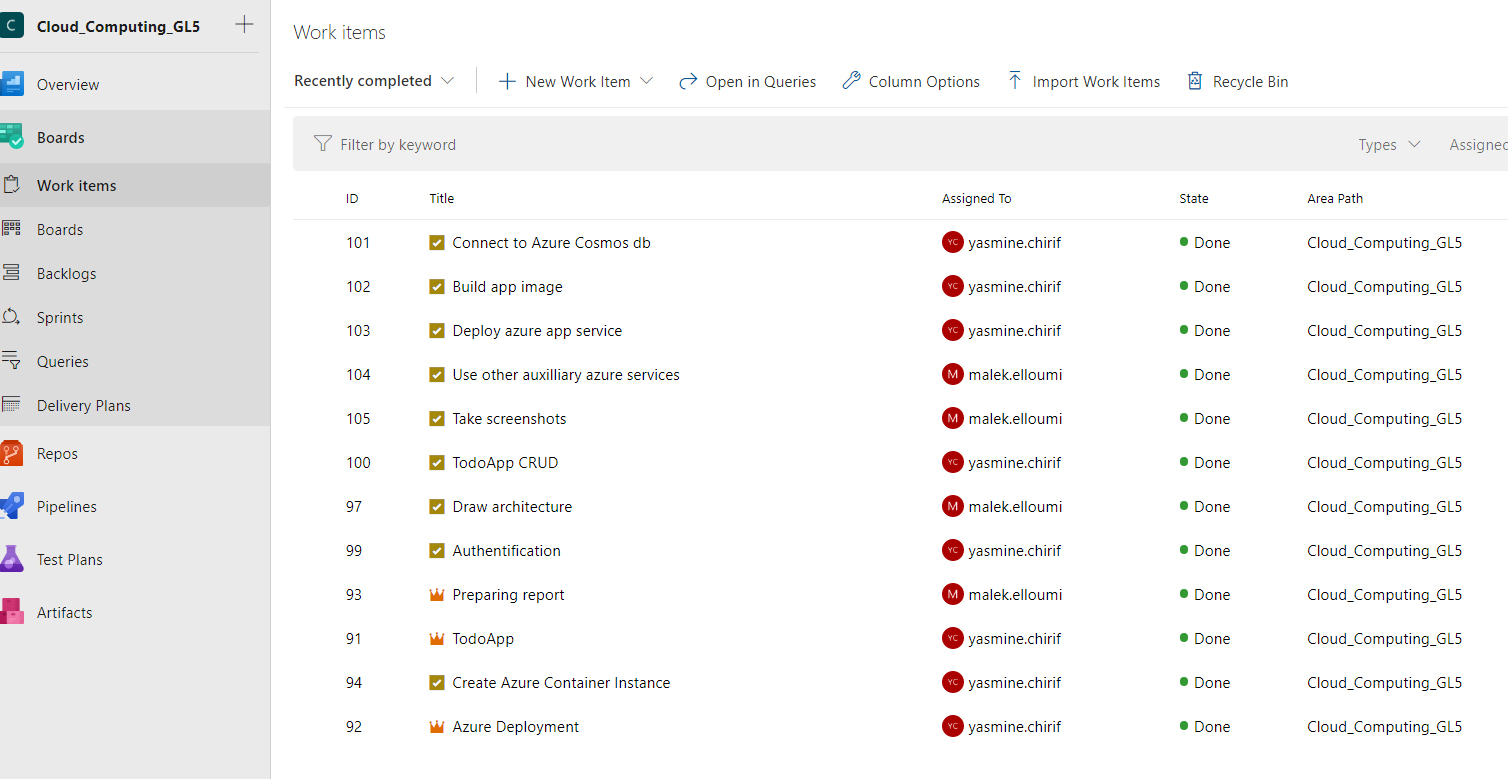 C Cloud_Computing_GL5
Overview
Boards
Work items
Boards
Backlogs
Sprints
Queries
Delivery Plans
Repos
Pipelines
Test Plans
Artifacts
Work items
Recently completed New Work Item Open in Queries Column Options Import Work Items Recycle Bin
Filter by keyword Types Assigned
ID Title Assigned To State Area Path
101 Connect to Azure Cosmos db YC yasmine.chirif Done Cloud_Computing_GL5
102 Build app image YC yasmine.chirif Done Cloud_Computing_GL5
103 Deploy azure app service YC yasmine.chirif Done Cloud_Computing_GL5
104 Use other auxilliary azure services M malek.elloumi Done Cloud_Computing_GL5
105 Take screenshots M malek.elloumi Done Cloud_Computing_GL5
100 TodoApp CRUD YC yasmine.chirif Done Cloud_Computing_GL5
97 Draw architecture M malek.elloumi Done Cloud_Computing_GL5
99 Authentification YC yasmine.chirif Done Cloud_Computing_GL5
93 Preparing report M malek.elloumi Done Cloud_Computing_GL5
91 TodoApp YC yasmine.chirif Done Cloud_Computing_GL5
94 Create Azure Container Instance YC yasmine.chirif Done Cloud_Computing_GL5
92 Azure Deployment YC yasmine.chirif Done Cloud_Computing_GL5